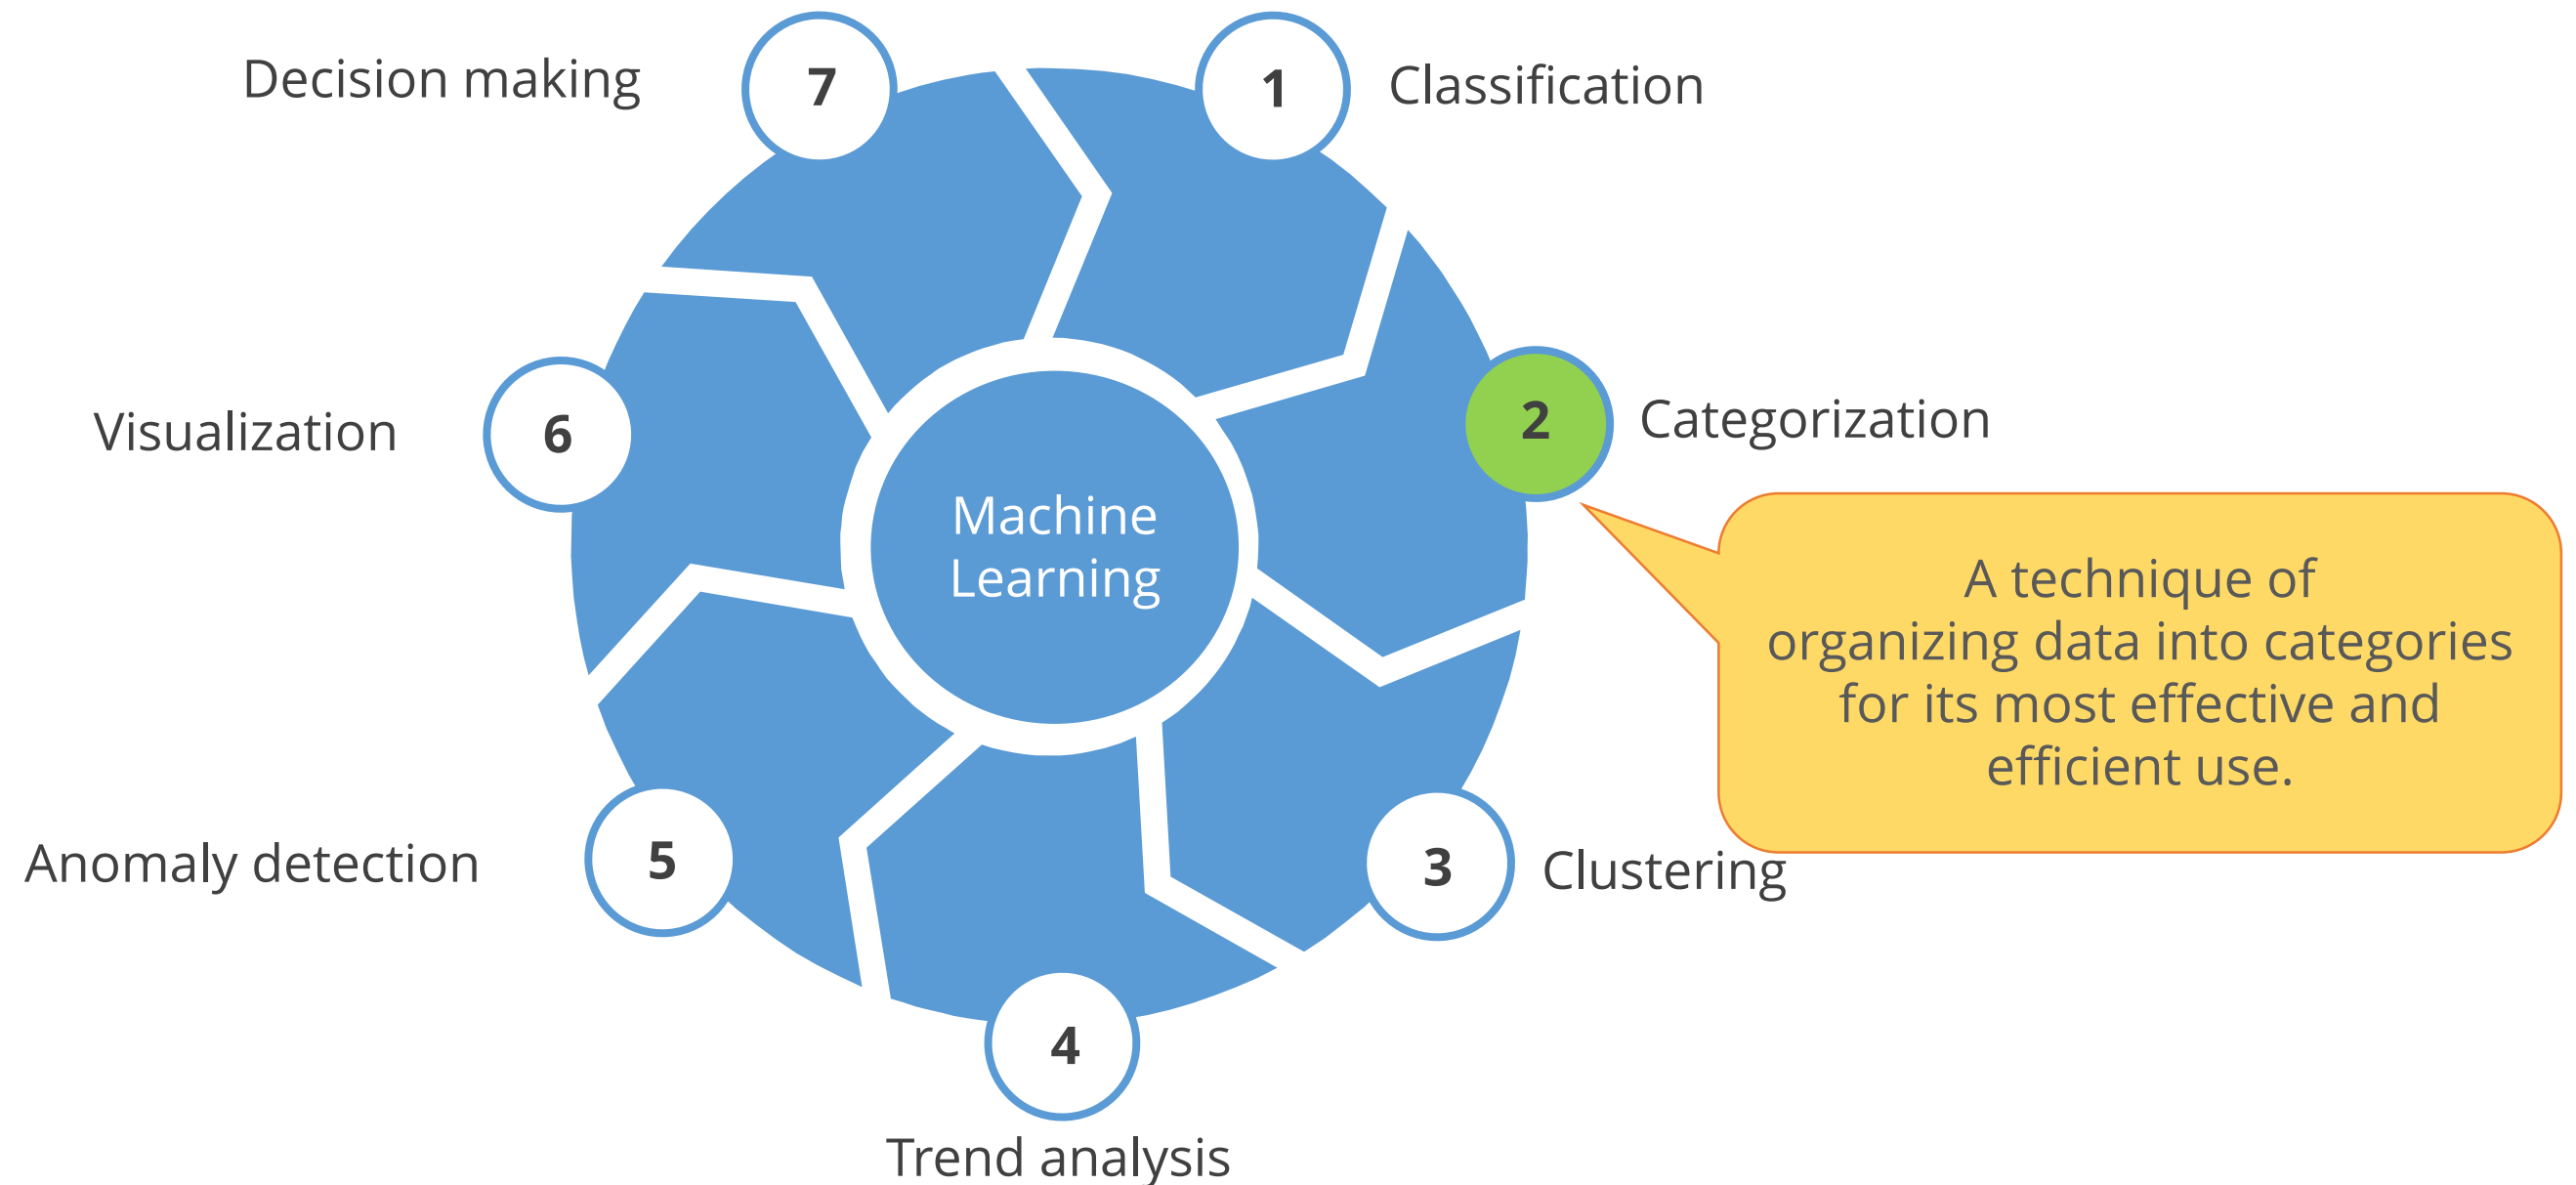 7
Decision making
1
Classification
2
Categorization
A technique of
organizing data into categories
for its most effective and
efficient use.
6
Visualization
Machine
Learning
5
Anomaly detection
3
Clustering
4
Trend analysis